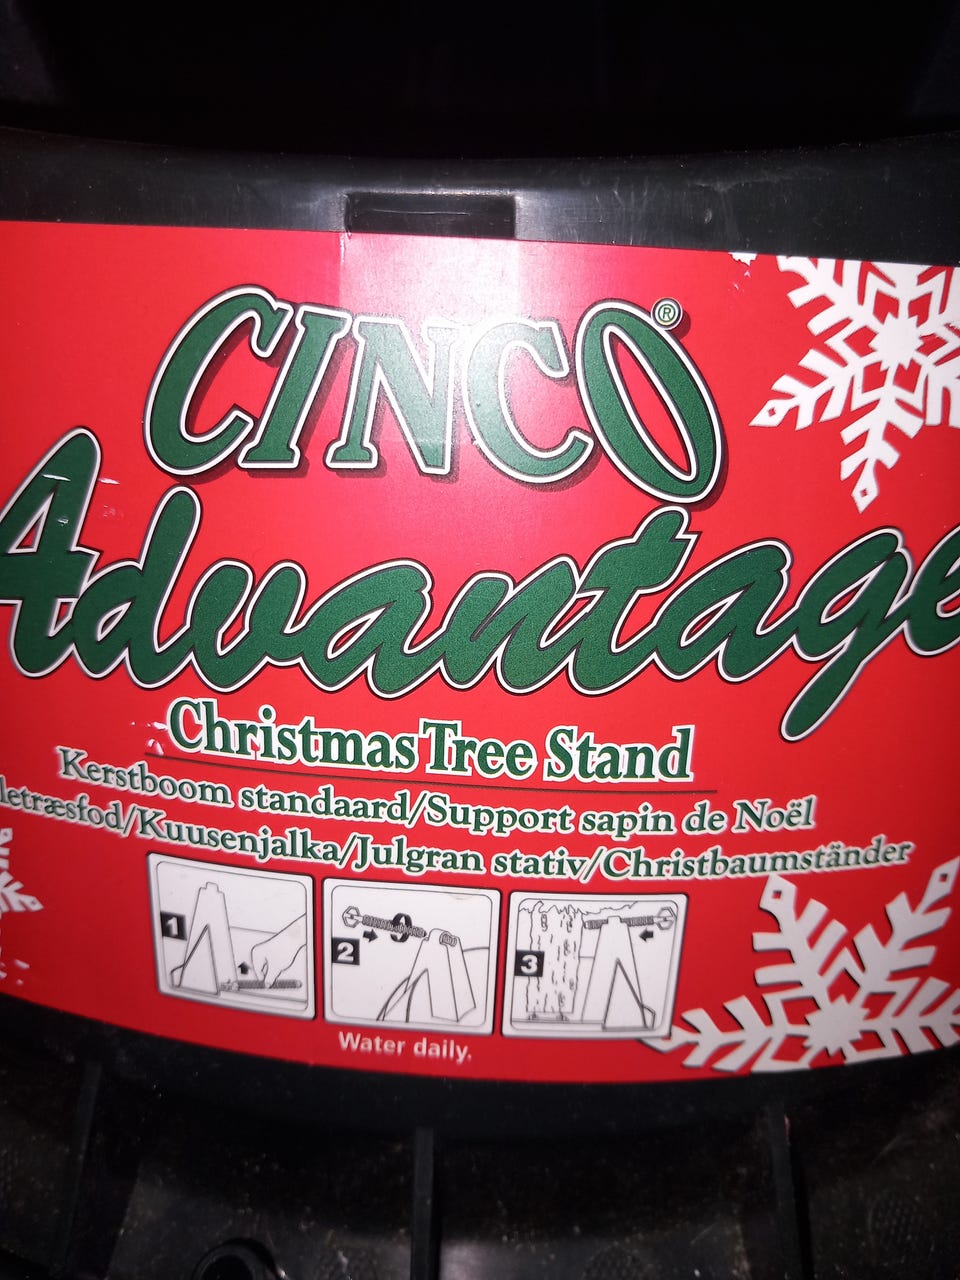 CINCO®
Advantage
Christmas Tree Stand
Kerstboom standaard/Support sapin de Noël
letræsfod/Kuusenjalka/Julgran stativ/Christbaumständer
1
2
3
Water daily.